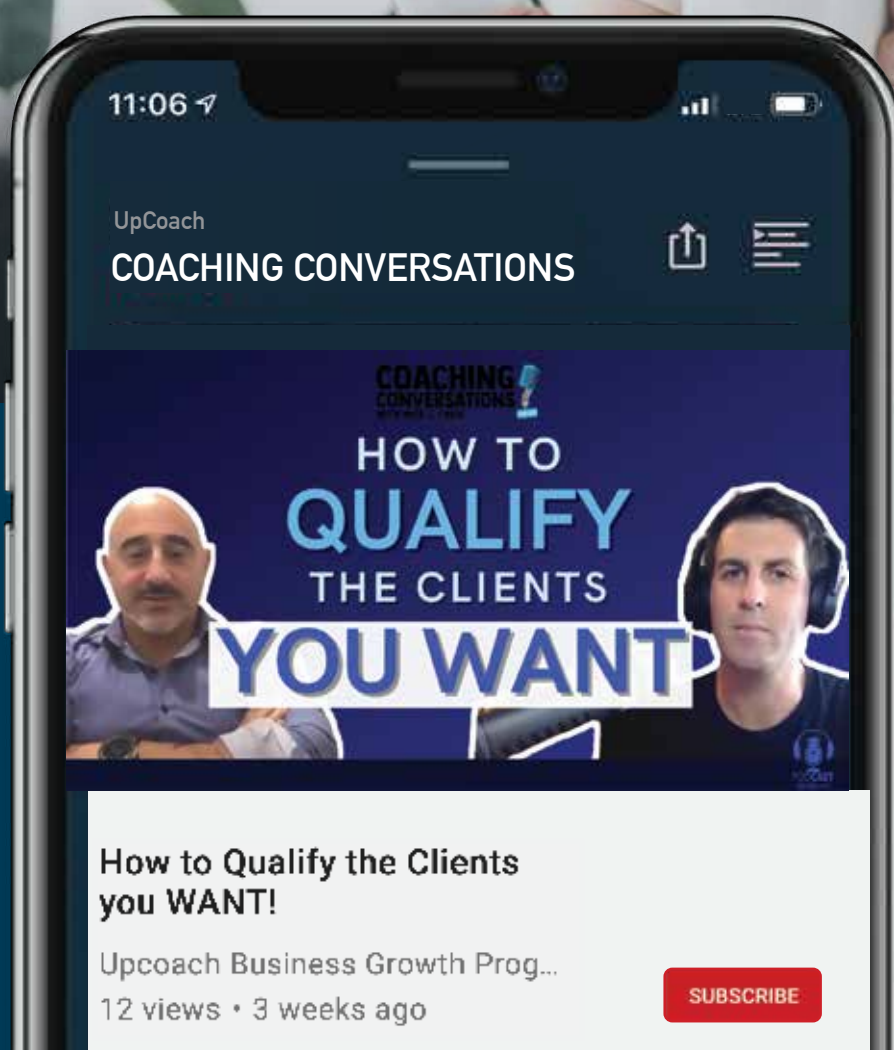 11:06
UpCoach
COACHING CONVERSATIONS
COACHING
CONVERSATIONS
HOW TO
QUALIFY
THE CLIENTS
YOU WANT
PODCAST
How to Qualify the Clients
you WANT!
Upcoach Business Growth Prog...
12 views • 3 weeks ago
SUBSCRIBE